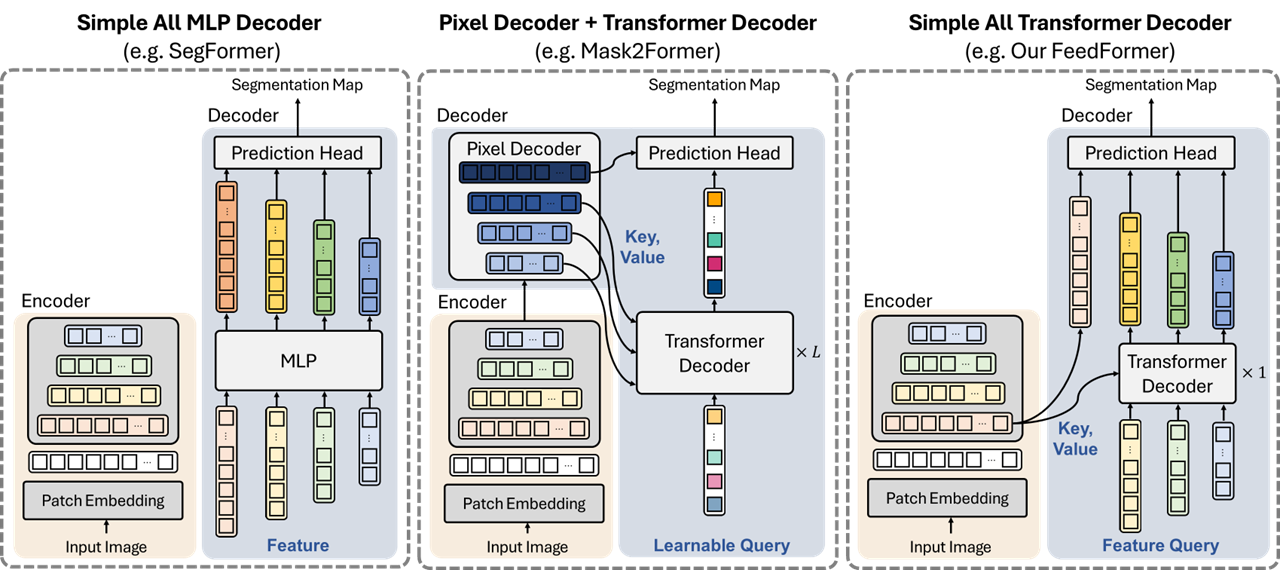 Simple All MLP Decoder
(e.g. SegFormer)
Segmentation Map
Decoder
Prediction Head
...
Encoder
...
...
...
...
...
MLP
Patch Embedding
Input Image
Feature
Pixel Decoder + Transformer Decoder
(e.g. Mask2Former)
Segmentation Map
Decoder
Pixel Decoder
Prediction Head
Key,
Value
Encoder
Transformer
Decoder
× L
Patch Embedding
Input Image
Learnable Query
Simple All Transformer Decoder
(e.g. Our FeedFormer)
Segmentation Map
Decoder
Prediction Head
Encoder
Transformer
Decoder
× 1
Key,
Value
Patch Embedding
Input Image
Feature Query